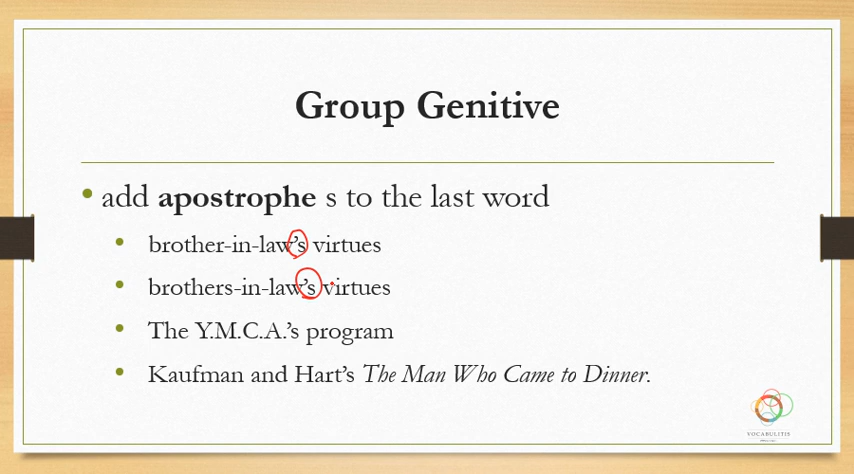 Group Genitive
• add apostrophe s to the last word
• brother-in-law’s virtues
• brothers-in-law’s virtues
• The Y.M.C.A.’s program
• Kaufman and Hart’s The Man Who Came to Dinner.
VOCABULITIS